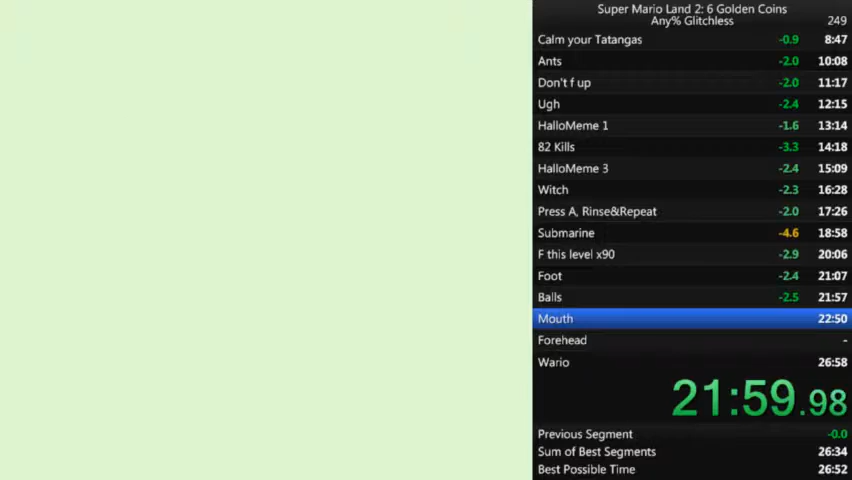 Super Mario Land 2: 6 Golden Coins
Any% Glitchless 249
Calm your Tatangas -0.9 8:47
Ants -2.0 10:08
Don't f up -2.0 11:17
Ugh -2.4 12:15
HalloMeme 1 -1.6 13:14
82 Kills -3.3 14:18
HalloMeme 3 -2.4 15:09
Witch -2.3 16:28
Press A, Rinse&Repeat -2.0 17:26
Submarine -4.6 18:58
F this level x90 -2.9 20:06
Foot -2.4 21:07
Balls -2.5 21:57
Mouth 22:50
Forehead -
Wario 26:58
21:59.98
Previous Segment -0.0
Sum of Best Segments 26:34
Best Possible Time 26:52